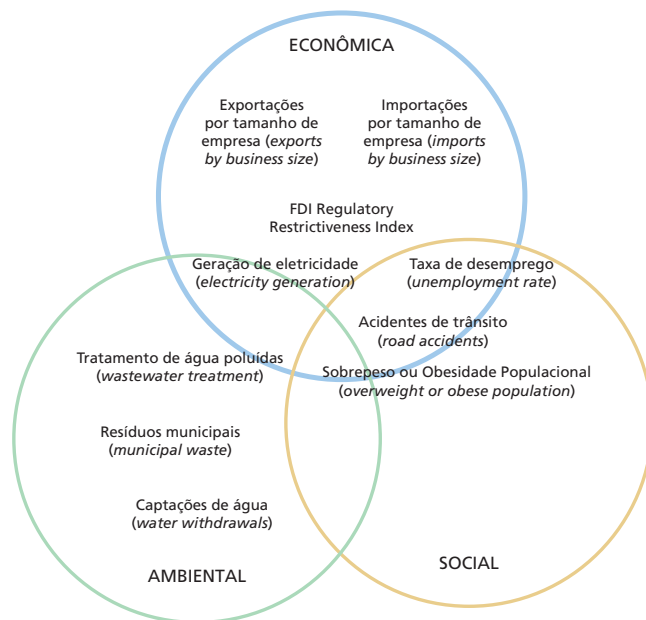 ECONÔMICA
Exportações
por tamanho de
empresa (exports
by business size)
Importações
por tamanho de
empresa (imports
by business size)
FDI Regulatory
Restrictiveness Index
Geração de eletricidade
(electricity generation)
Taxa de desemprego
(unemployment rate)
Acidentes de trânsito
(road accidents)
Tratamento de água poluídas
(wastewater treatment)
Sobrepeso ou Obesidade Populacional
(overweight or obese population)
Resíduos municipais
(municipal waste)
Captações de água
(water withdrawals)
AMBIENTAL
SOCIAL